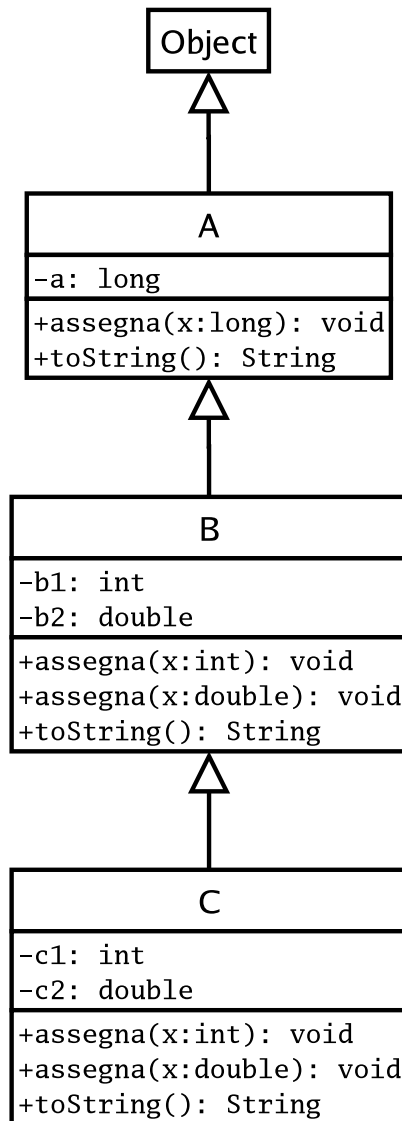 Object
A
-a: long
+assegna(x:long): void
+toString(): String
B
-b1: int
-b2: double
+assegna(x:int): void
+assegna(x:double): void
+toString(): String
C
-c1: int
-c2: double
+assegna(x:int): void
+assegna(x:double): void
+toString(): String